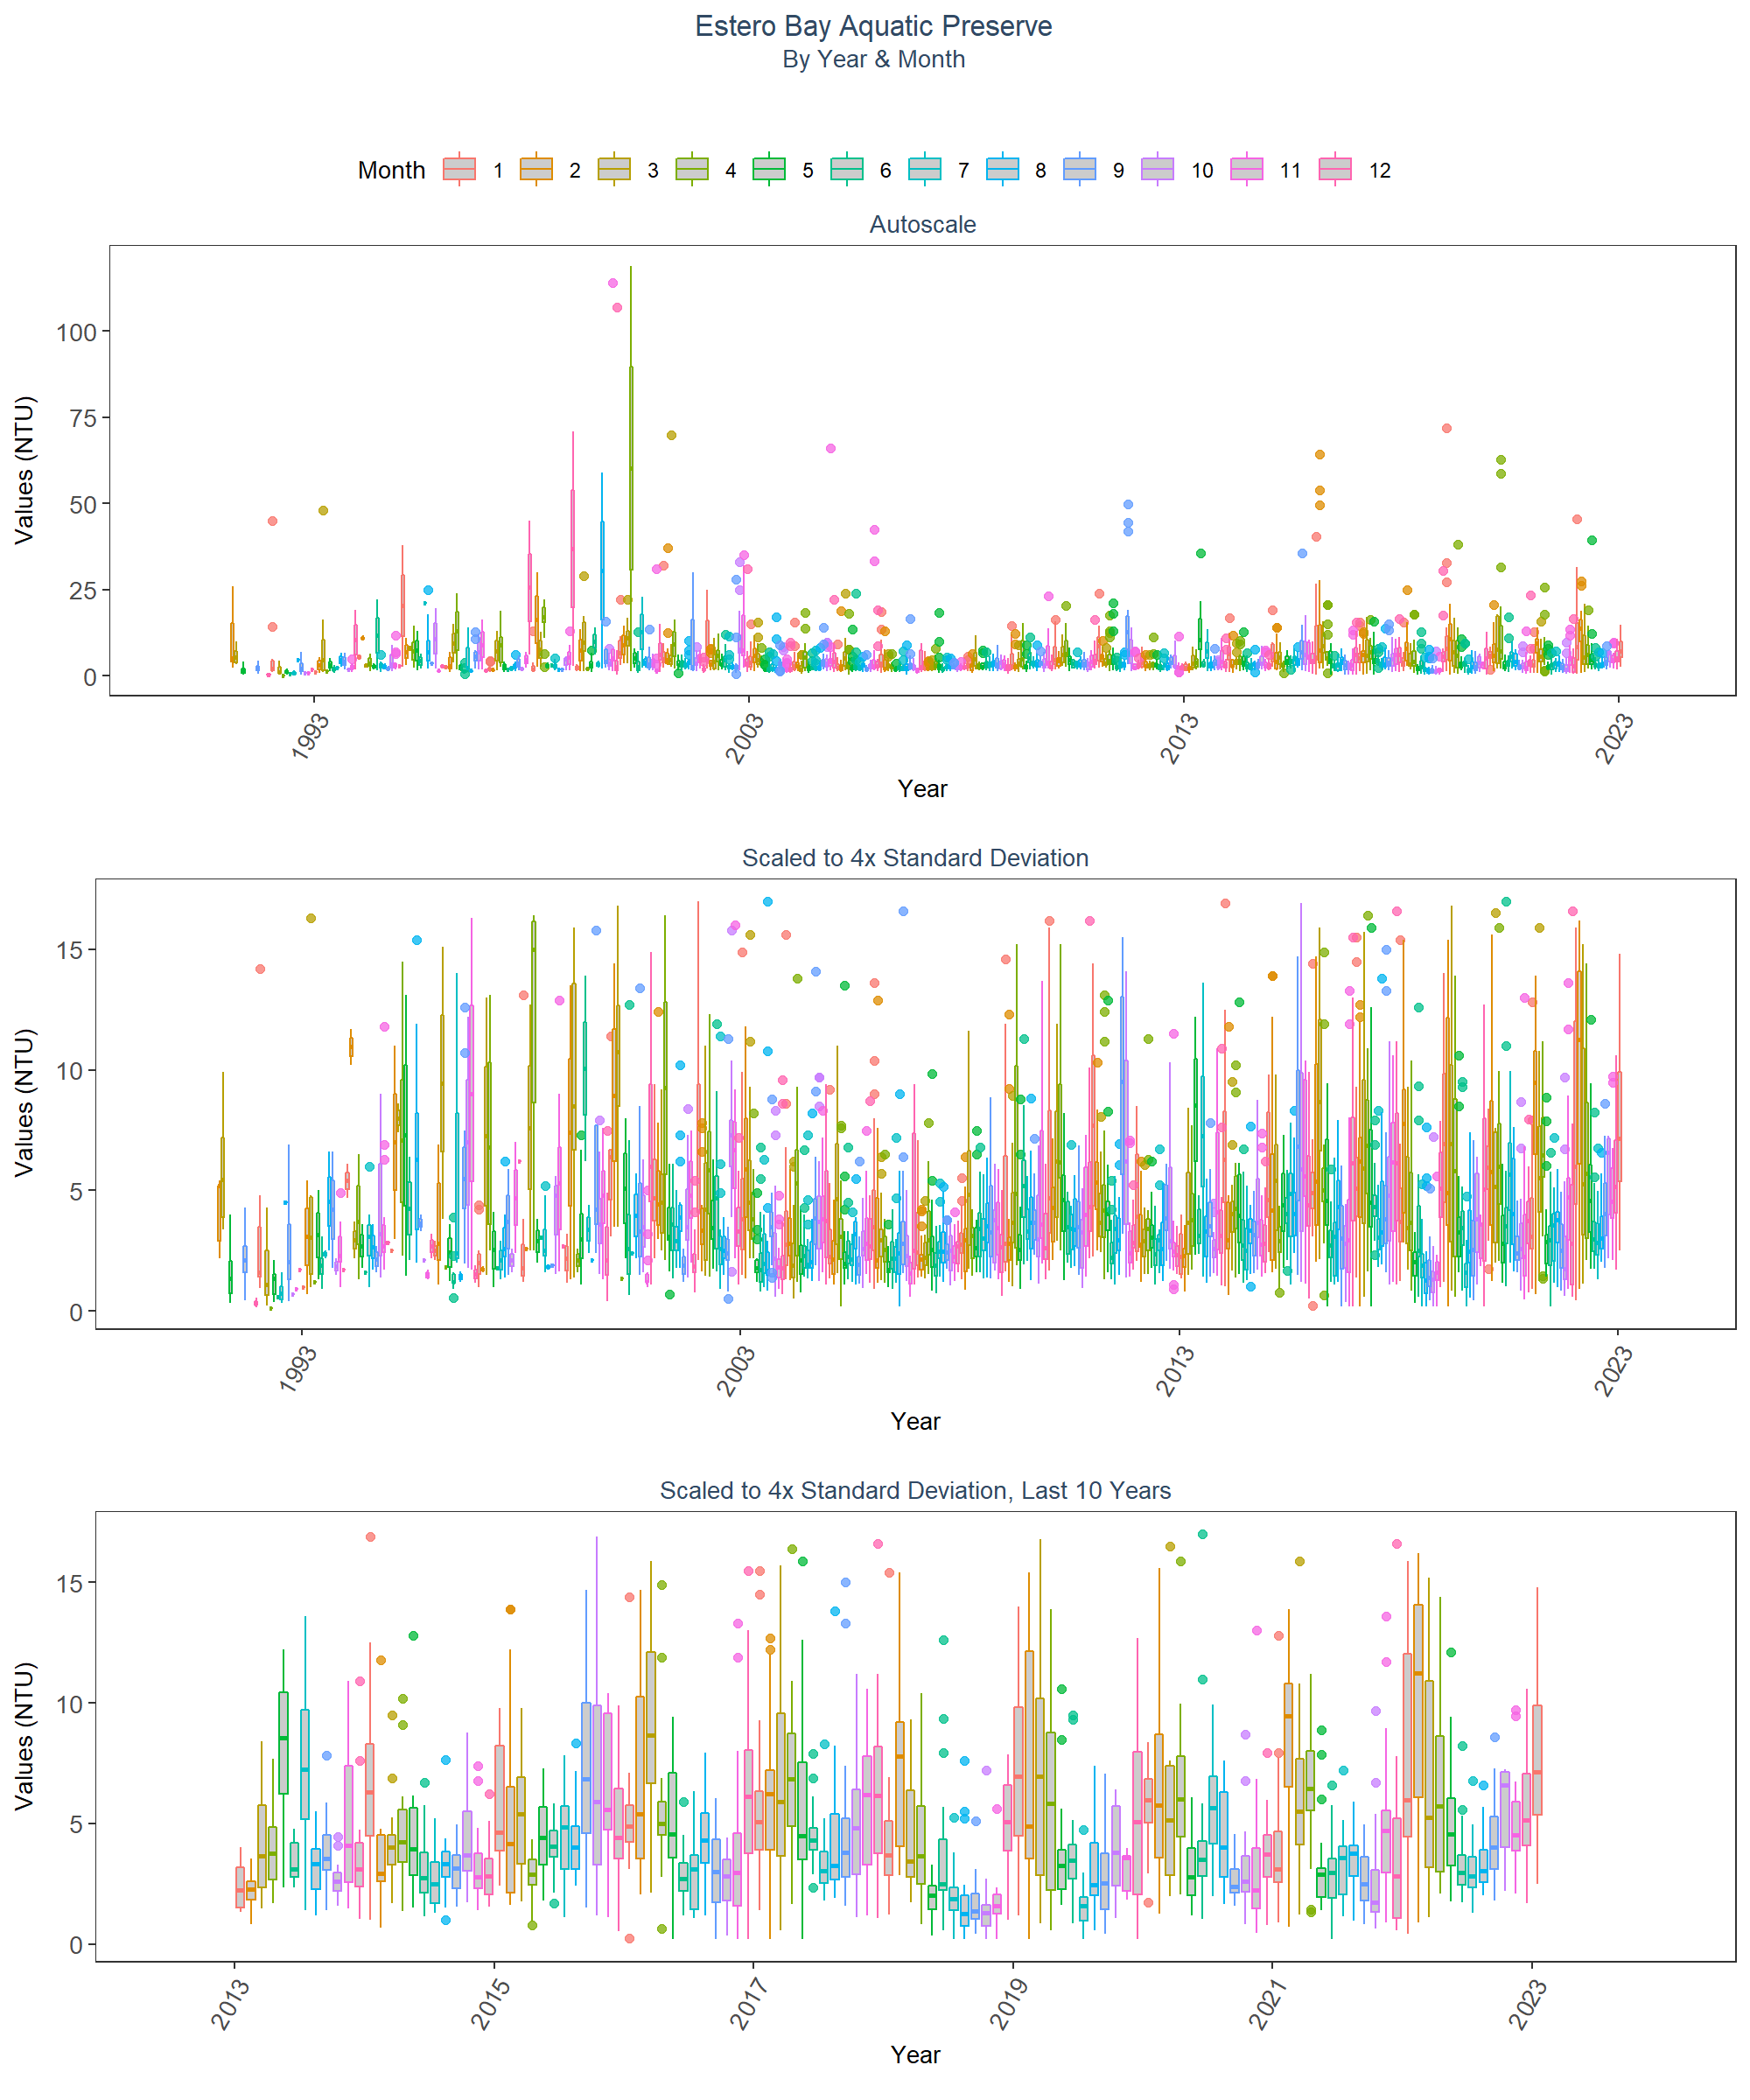 Estero Bay Aquatic Preserve
By Year & Month
Month 1 2 3 4 5 6 7 8 9 10 11 12
Autoscale
Values (NTU)
100
75
50
25
0
1993 2003 2013 2023
Year
Scaled to 4x Standard Deviation
Values (NTU)
15
10
5
0
1993 2003 2013 2023
Year
Scaled to 4x Standard Deviation, Last 10 Years
Values (NTU)
15
10
5
0
2013 2015 2017 2019 2021 2023
Year